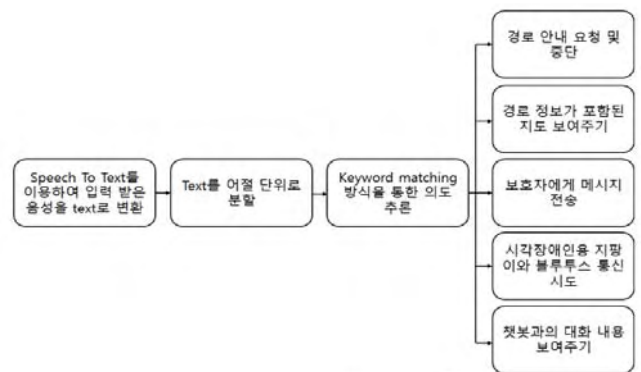 Speech To Text를
이용하여 입력 받은
음성을 text로 변환
Text를 어절 단위로
분할
Keyword matching
방식을 통한 의도
추론
경로 안내 요청 및
중단
경로 정보가 포함된
지도 보여주기
보호자에게 메시지
전송
시각장애인용 지팡
이와 블루투스 통신
시도
챗봇과의 대화 내용
보여주기